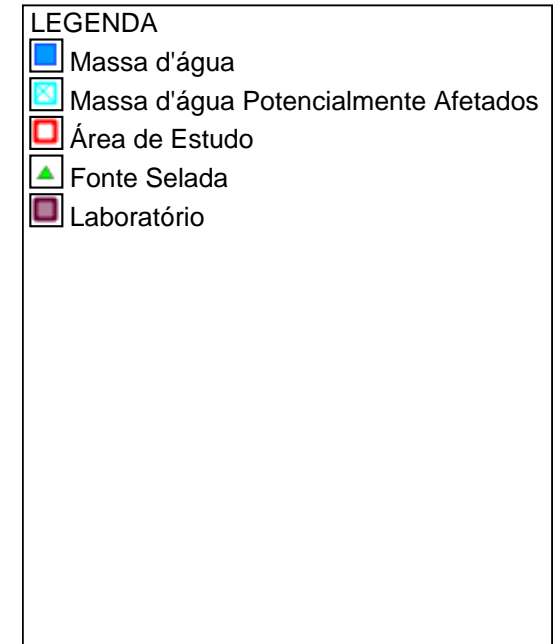 LEGENDA
Massa d'água
Massa d'água Potencialmente Afetados
Área de Estudo
Fonte Selada
Laboratório